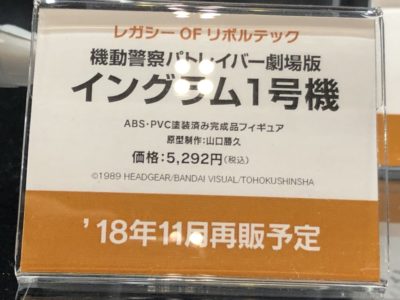 レガシー OF リボルテック
機動警察パトレイバー劇場版
イングラム1号機
ABS・PVC塗装済み完成品フィギュア
原型制作：山口勝久
価格：5,292円(税込)
©1989 HEADGEAR/BANDAI VISUAL/TOHOKUSHINSHA
'18年11月再販予定